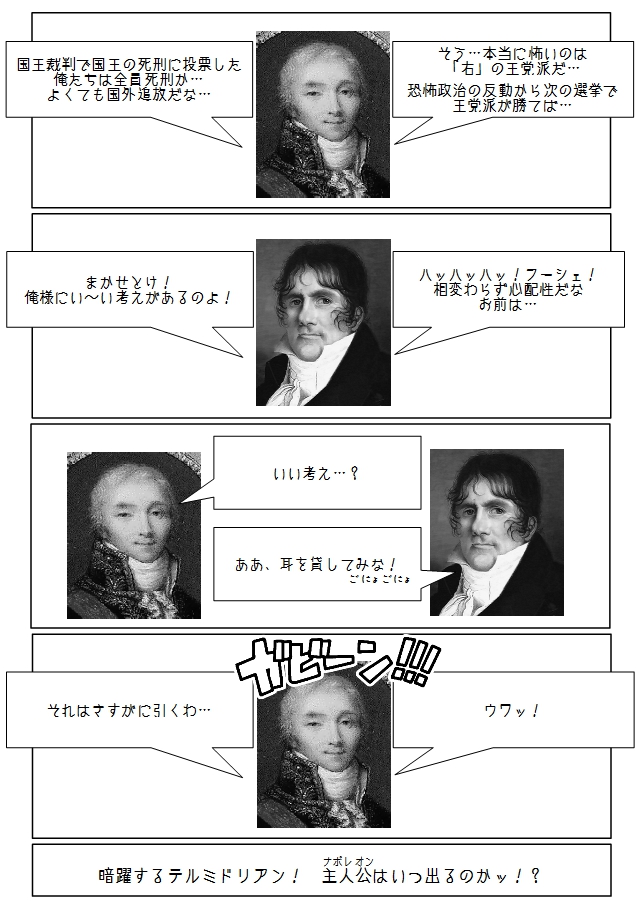 そう…本当に怖いのは
「右」の王党派だ…
恐怖政治の反動から次の選挙で
王党派が勝てば…
国王裁判で国王の死刑に投票した
俺たちは全員死刑か…
よくても国外追放だな…
ハッハッハッ！フーシェ！
相変わらず心配性だな
お前は…
まかせとけ！
俺様にい～い考えがあるのよ！
いい考え…？
ああ、耳を貸してみな！
ごにょごにょ
ガビーン!!!
ウワッ！
それはさすがに引くわ…
暗躍するテルミドリアン！　主人公はいつ出るのかッ！？
ナポレオン